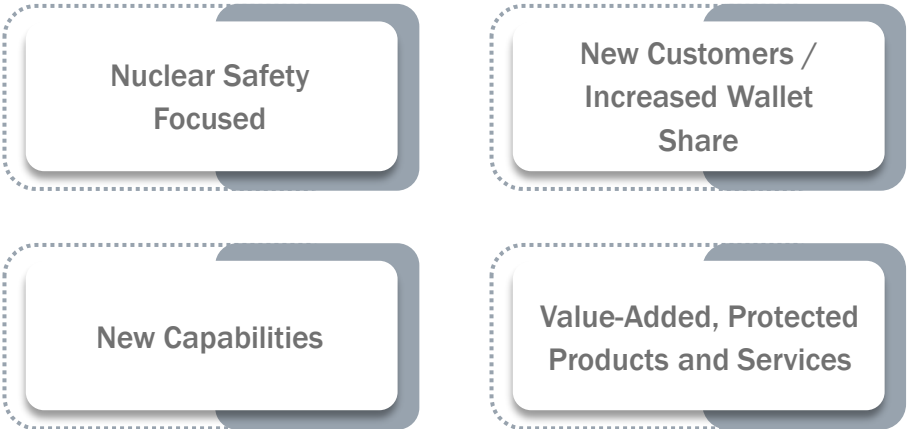 Nuclear Safety
Focused
New Customers /
Increased Wallet
Share
New Capabilities
Value-Added, Protected
Products and Services